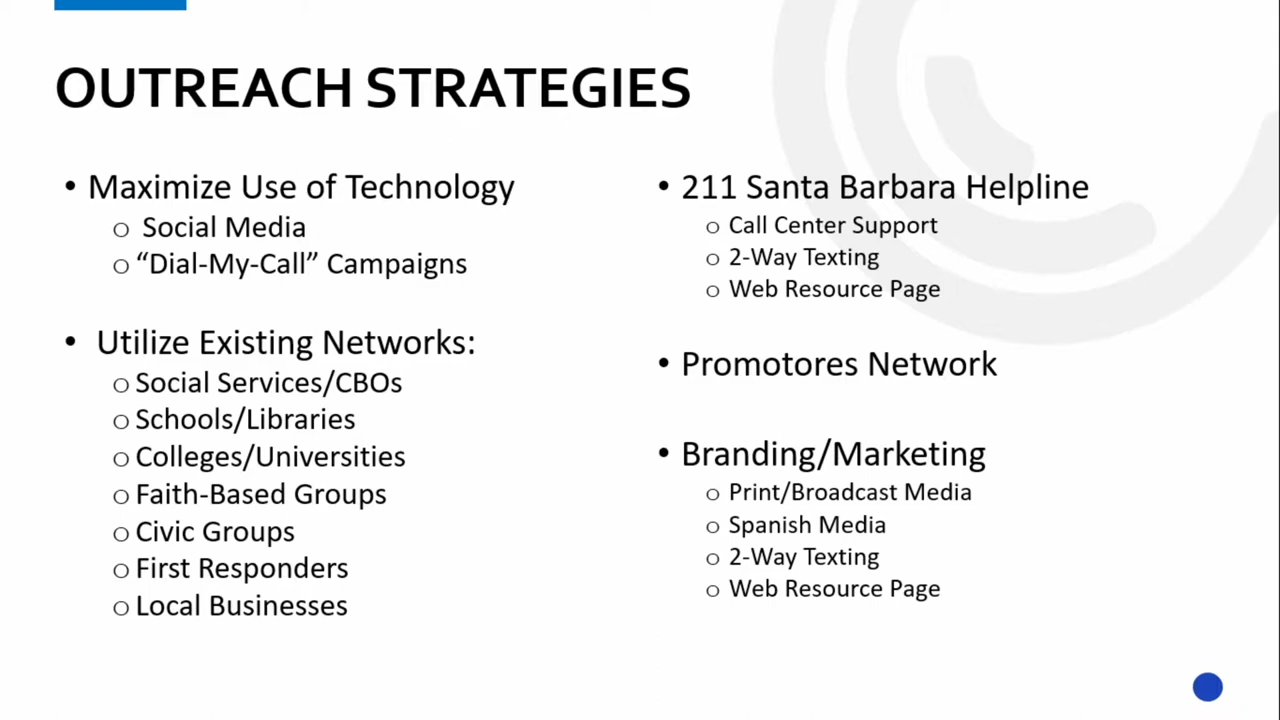 OUTREACH STRATEGIES
• Maximize Use of Technology
o Social Media
o “Dial-My-Call” Campaigns
• Utilize Existing Networks:
o Social Services/CBOs
o Schools/Libraries
o Colleges/Universities
o Faith-Based Groups
o Civic Groups
o First Responders
o Local Businesses
• 211 Santa Barbara Helpline
o Call Center Support
o 2-Way Texting
o Web Resource Page
• Promotores Network
• Branding/Marketing
o Print/Broadcast Media
o Spanish Media
o 2-Way Texting
o Web Resource Page